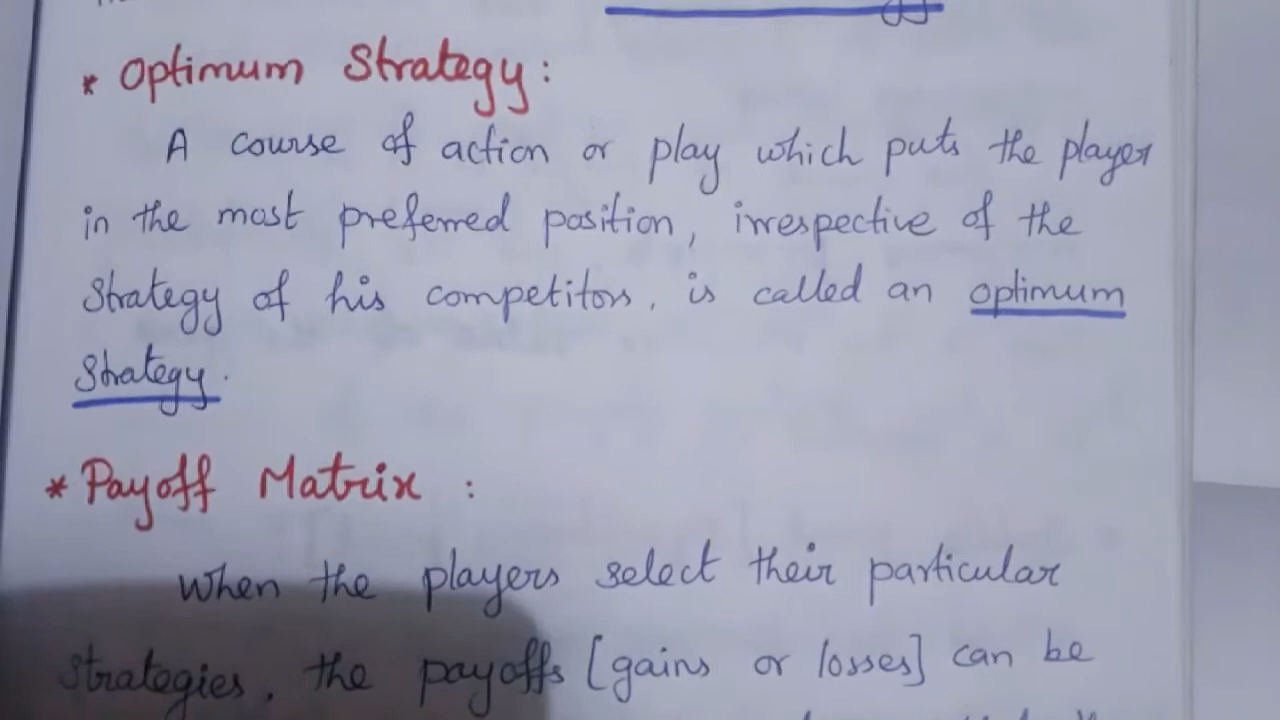 * Optimum Strategy:
A course of action or play which puts the player
in the most preferred position, irrespective of the
Strategy of his competitors, is called an optimum
Strategy.
* Payoff Matrix :
When the players select their particular
strategies, the payoffs [gains or losses] can be